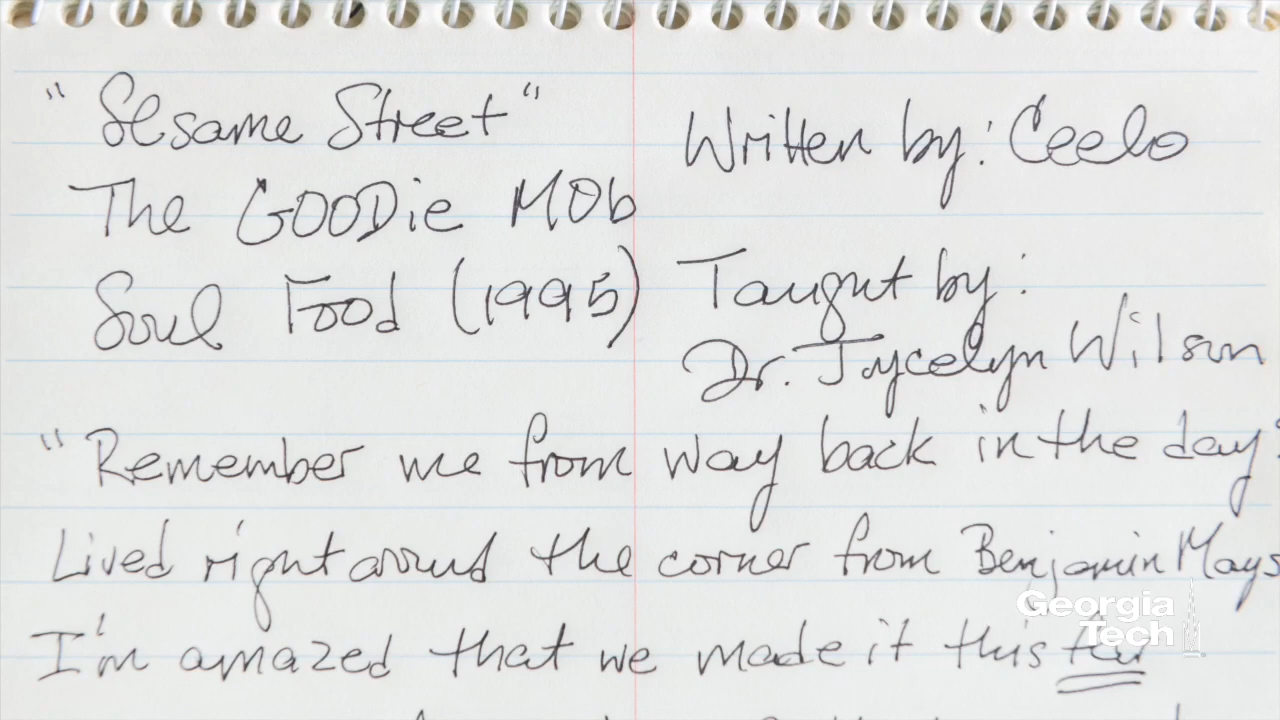 "Sesame Street"
The GOODie MOb
Soul Food (1995)
Written by: Ceelo
Taught by:
Dr. Joycelyn Wilson
"Remember me from way back in the day?
Lived right around the corner from Benjamin Mays
I'm amazed that we made it this
Georgia
Tech